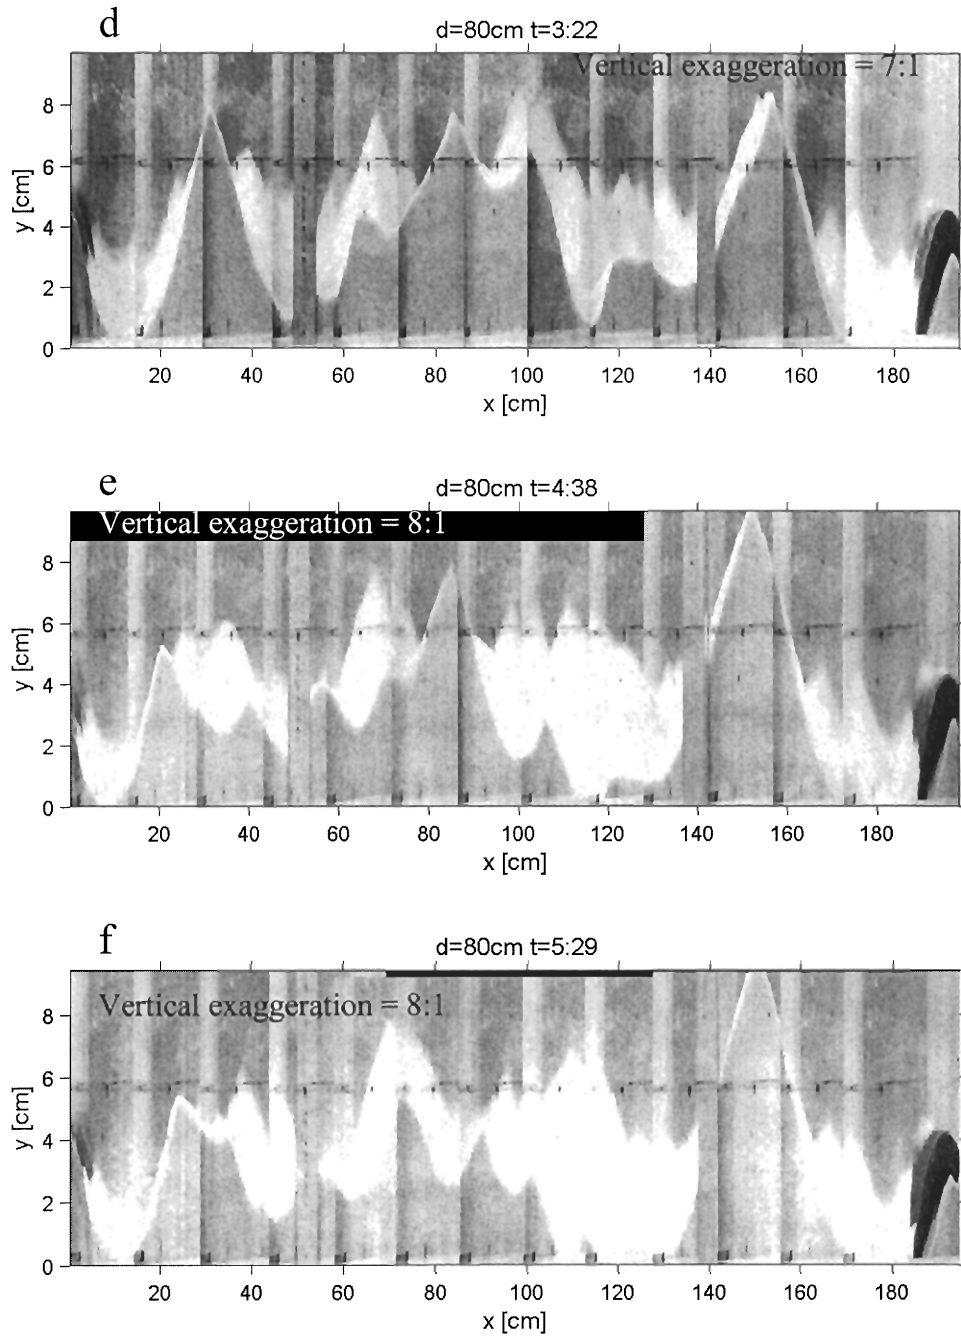 d
d=80cm t=3:22
Vertical exaggeration = 7:1
8
6
4
2
0
y [cm]
20 40 60 80 100 120 140 160 180
x [cm]
e
d=80cm t=4:38
Vertical exaggeration = 8:1
8
6
4
2
0
y [cm]
20 40 60 80 100 120 140 160 180
x [cm]
f
d=80cm t=5:29
Vertical exaggeration = 8:1
8
6
4
2
0
y [cm]
20 40 60 80 100 120 140 160 180
x [cm]